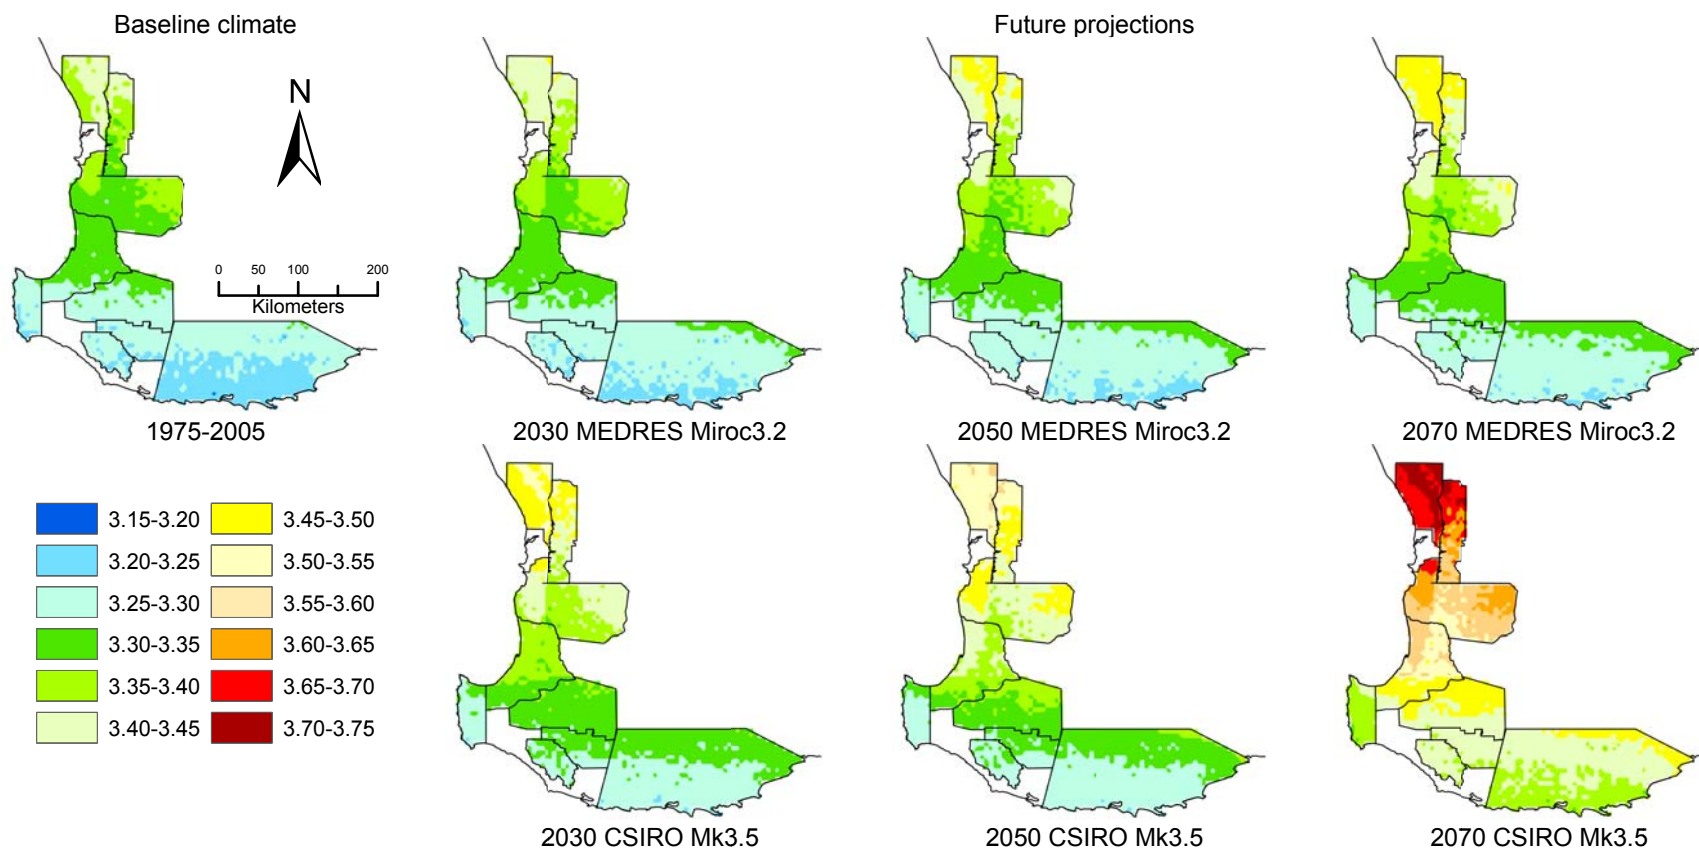 Baseline climate
Future projections
N
0 50 100 200
Kilometers
1975-2005
2030 MEDRES Miroc3.2
2050 MEDRES Miroc3.2
2070 MEDRES Miroc3.2
3.15-3.20
3.20-3.25
3.25-3.30
3.30-3.35
3.35-3.40
3.40-3.45
3.45-3.50
3.50-3.55
3.55-3.60
3.60-3.65
3.65-3.70
3.70-3.75
2030 CSIRO Mk3.5
2050 CSIRO Mk3.5
2070 CSIRO Mk3.5